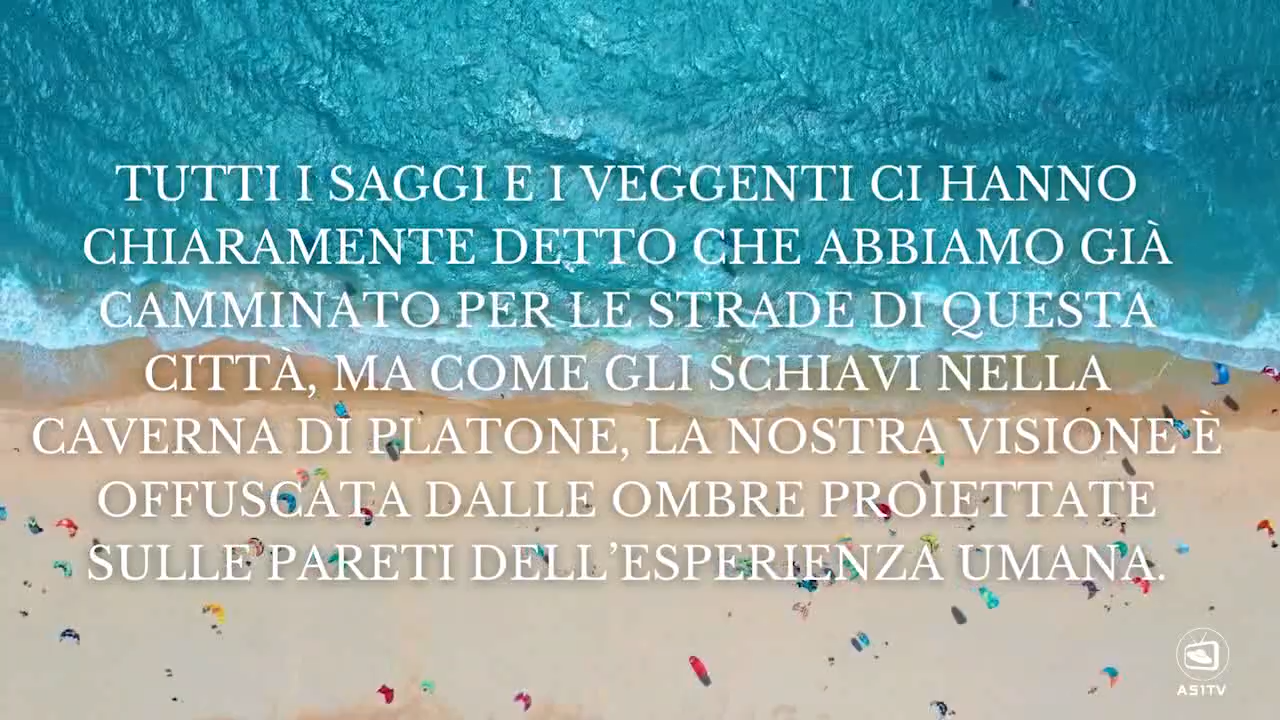 TUTTI I SAGGI E I VEGGENTI CI HANNO
CHIARAMENTE DETTO CHE ABBIAMO GIÀ
CAMMINATO PER LE STRADE DI QUESTA
CITTÀ, MA COME GLI SCHIAVI NELLA
CAVERNA DI PLATONE, LA NOSTRA VISIONE È
OFFUSCATA DALLE OMBRE PROIETTATE
SULLE PARETI DELL’ESPERIENZA UMANA.
AS1TV